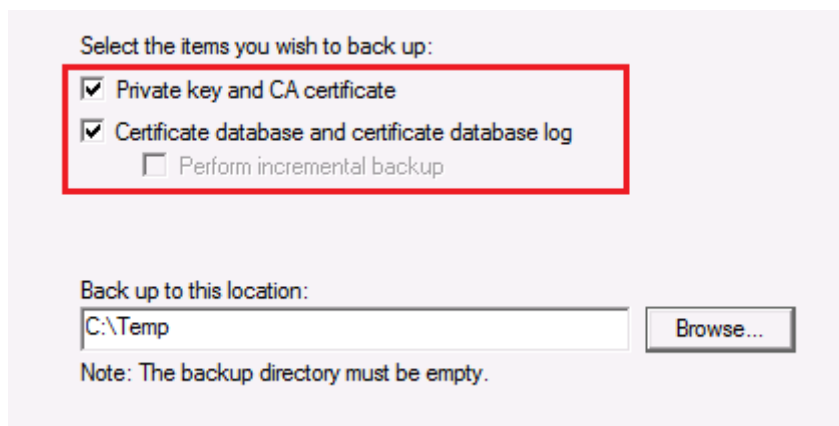 Select the items you wish to back up:
Private key and CA certificate
Certificate database and certificate database log
Perform incremental backup
Back up to this location:
C:\Temp
Browse...
Note: The backup directory must be empty.